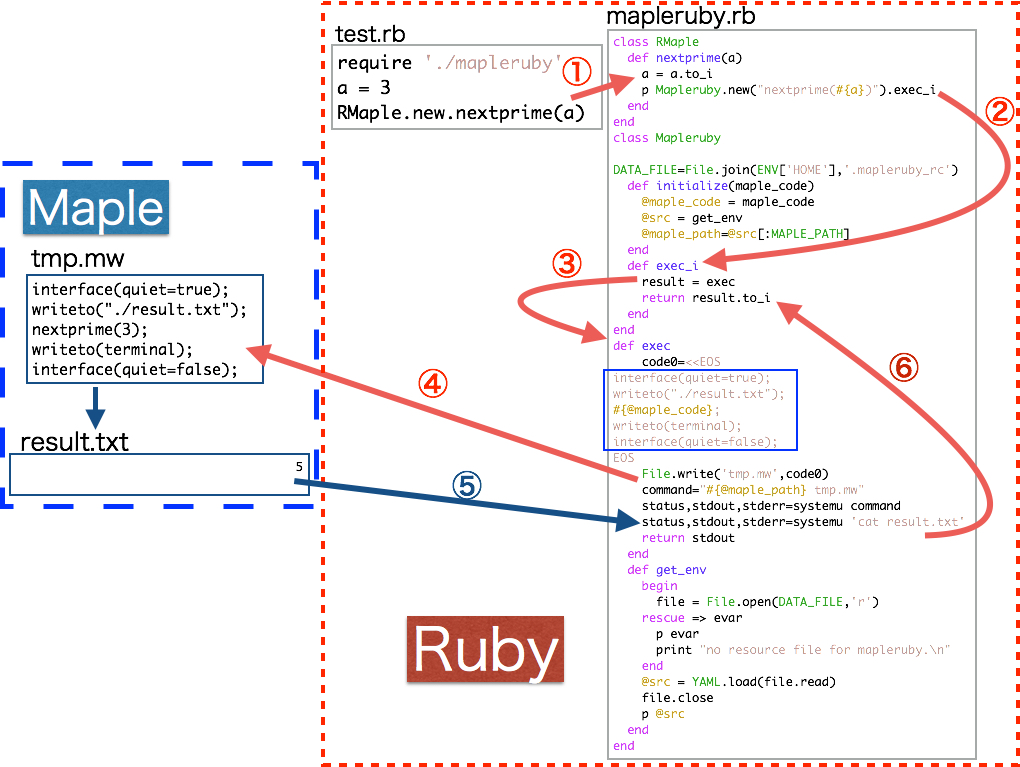 test.rb
require './mapleruby'
a = 3
RMaple.new.nextprime(a)
①
mapleruby.rb
class RMaple
def nextprime(a)
a = a.to_i
p Mapleruby.new("nextprime(#{a})").exec_i
end
end
class Mapleruby
DATA_FILE=File.join(ENV['HOME'],'.mapleruby_rc')
def initialize(maple_code)
@maple_code = maple_code
@src = get_env
@maple_path=@src[:MAPLE_PATH]
end
def exec_i
result = exec
return result.to_i
end
end
def exec
code0=<<EOS
interface(quiet=true);
writeto("./result.txt");
#{@maple_code};
writeto(terminal);
interface(quiet=false);
EOS
File.write('tmp.mw',code0)
command="#{@maple_path} tmp.mw"
status,stdout,stderr=systemu command
status,stdout,stderr=systemu 'cat result.txt'
return stdout
end
def get_env
begin
file = File.open(DATA_FILE,'r')
rescue => evar
p evar
print "no resource file for mapleruby.\n"
end
@src = YAML.load(file.read)
file.close
p @src
end
end
②
③
④
⑤
⑥
Maple
tmp.mw
interface(quiet=true);
writeto("./result.txt");
nextprime(3);
writeto(terminal);
interface(quiet=false);
result.txt
5
Ruby